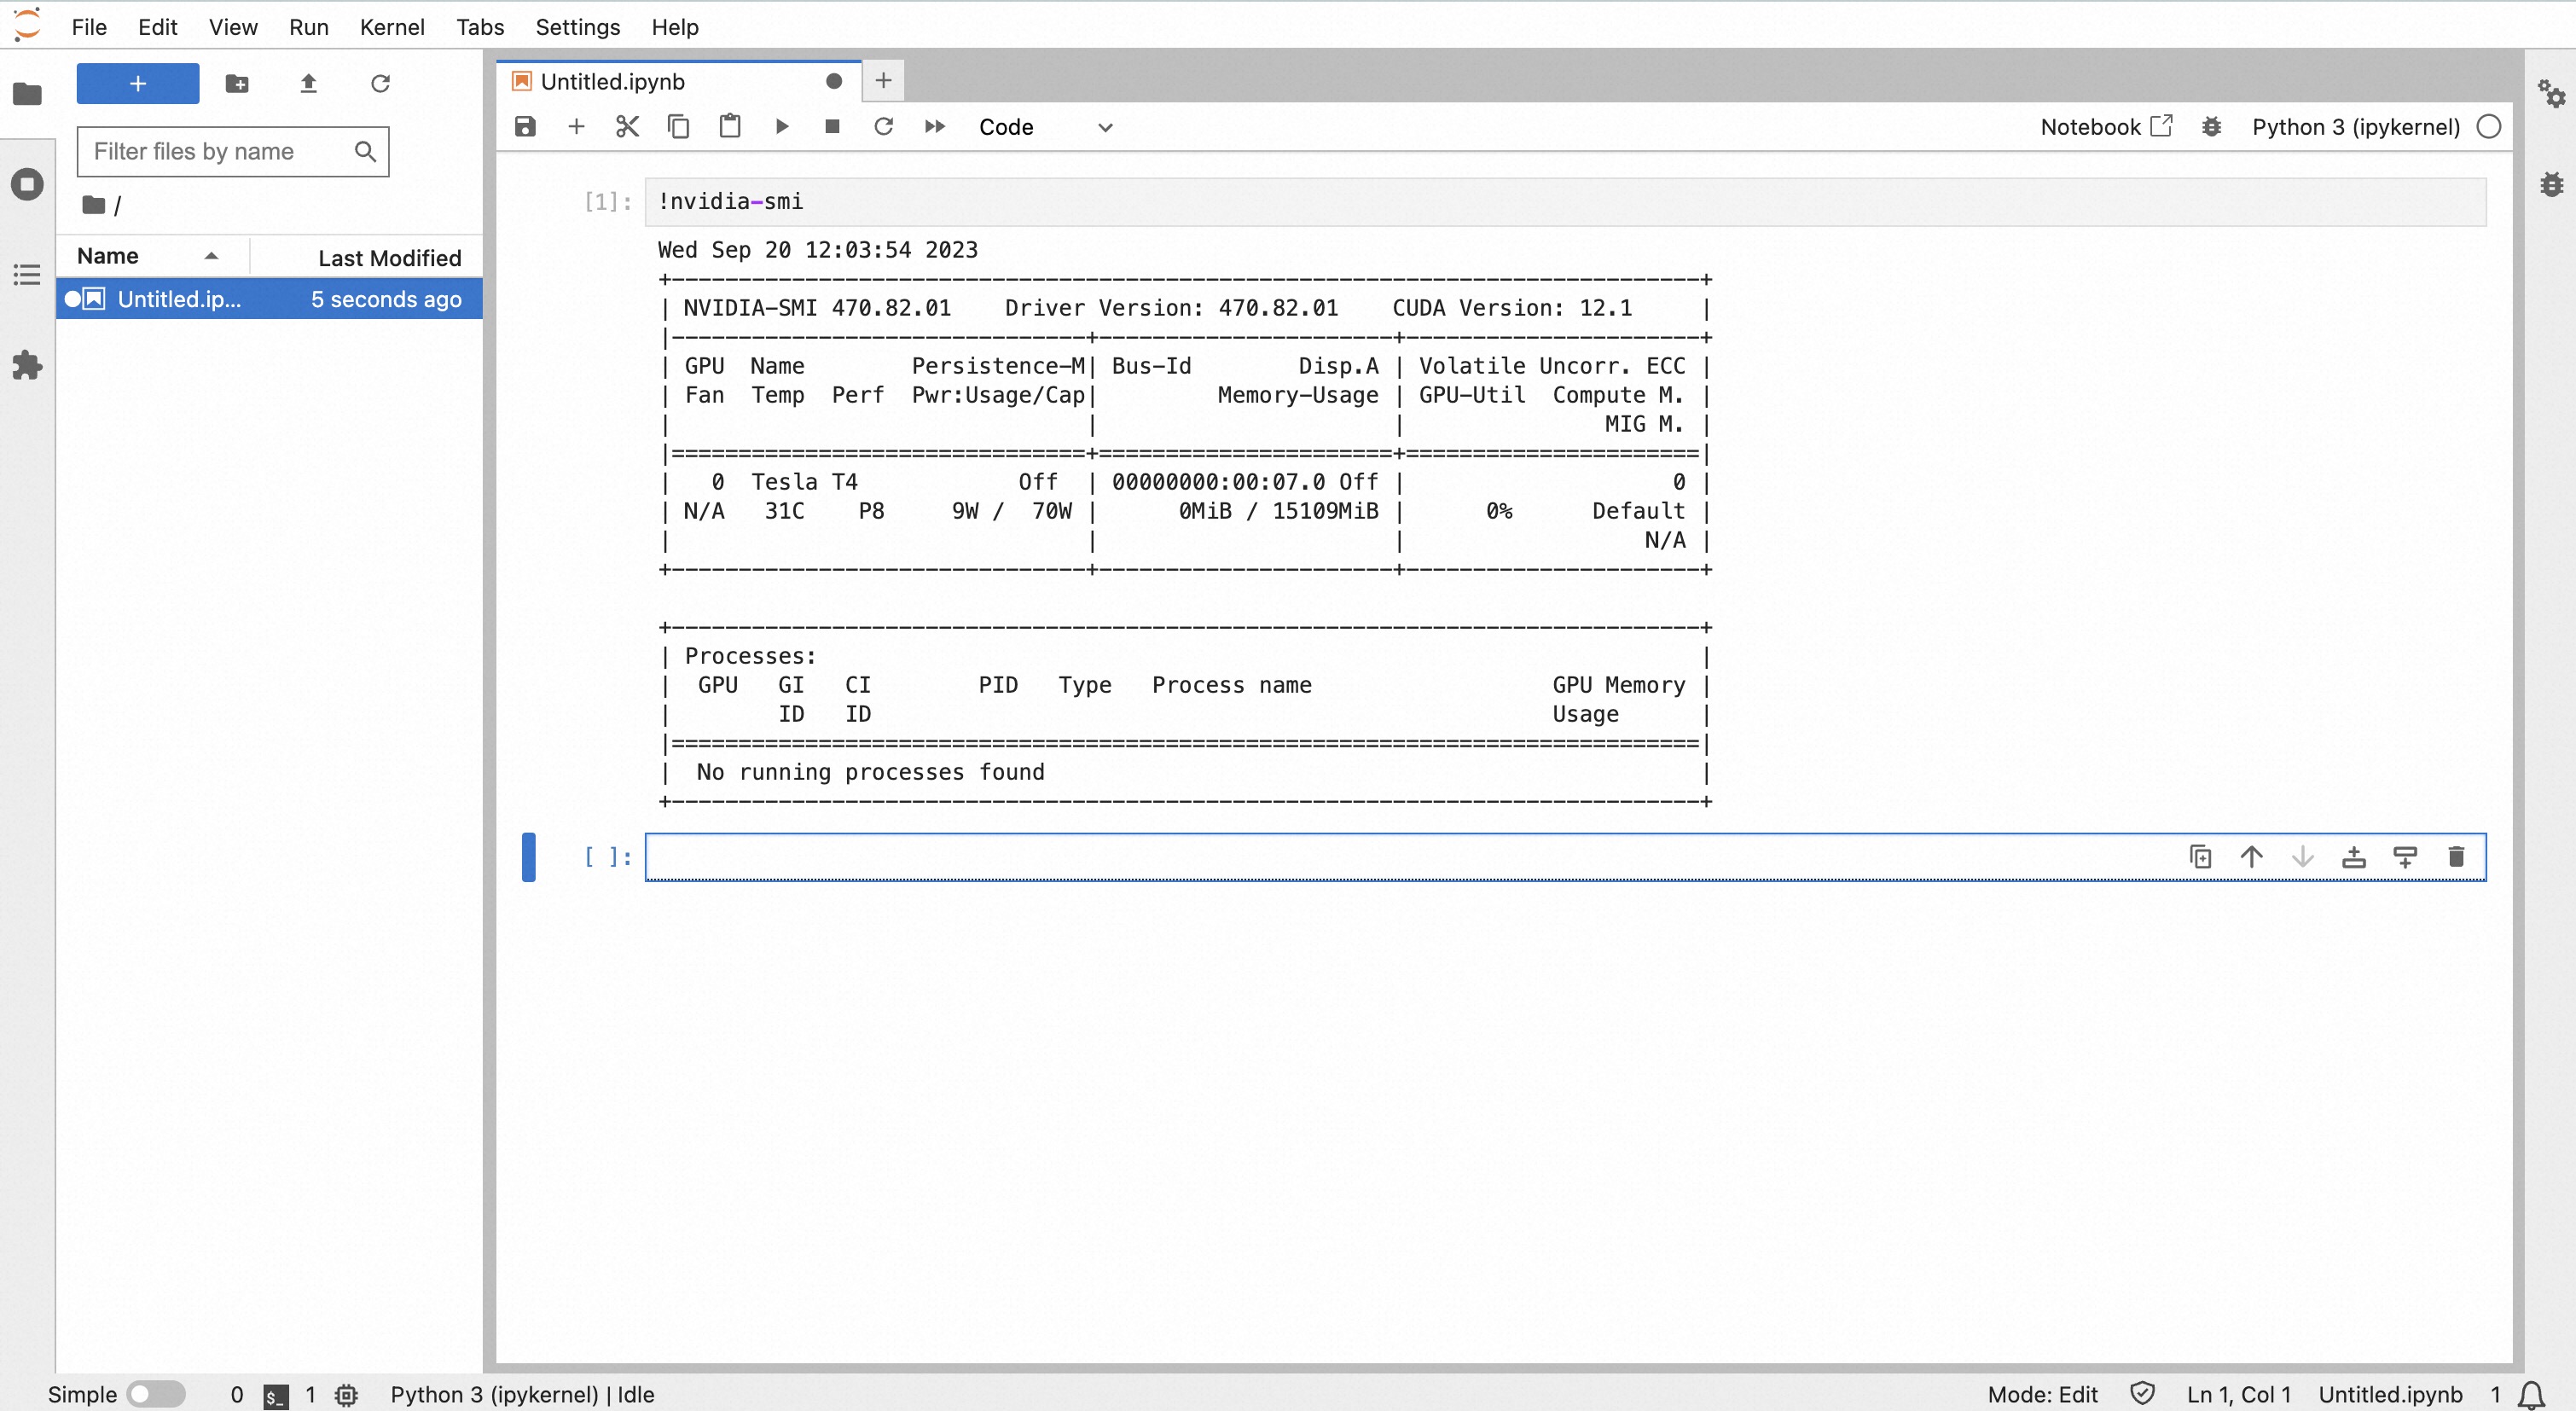 File Edit View Run Kernel Tabs Settings Help
+
Filter files by name
/
Name Last Modified
Untitled.ip... 5 seconds ago
Untitled.ipynb
+
Code
Notebook
Python 3 (ipykernel)
[1]: !nvidia-smi
Wed Sep 20 12:03:54 2023
+-----------------------------------------------------------------------------+
| NVIDIA-SMI 470.82.01    Driver Version: 470.82.01    CUDA Version: 12.1     |
|-------------------------------+----------------------+----------------------+
| GPU  Name        Persistence-M| Bus-Id        Disp.A | Volatile Uncorr. ECC |
| Fan  Temp  Perf  Pwr:Usage/Cap|         Memory-Usage | GPU-Util  Compute M. |
|                               |                      |               MIG M. |
|===============================+======================+======================|
|   0  Tesla T4            Off  | 00000000:00:07.0 Off |                    0 |
| N/A   31C    P8     9W /  70W |      0MiB / 15109MiB |      0%      Default |
|                               |                      |                  N/A |
+-------------------------------+----------------------+----------------------+
+-----------------------------------------------------------------------------+
| Processes:                                                                  |
|  GPU   GI   CI        PID   Type   Process name                  GPU Memory |
|        ID   ID                                                   Usage      |
|=============================================================================|
|  No running processes found                                                 |
+-----------------------------------------------------------------------------+
[ ]:
Simple 0 $_ 1 Python 3 (ipykernel) | Idle Mode: Edit Ln 1, Col 1 Untitled.ipynb 1